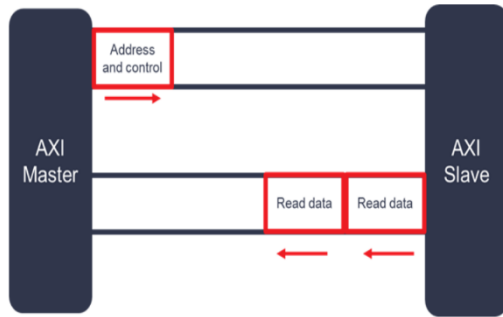 Address
and control
AXI
Master
AXI
Slave
Read data
Read data